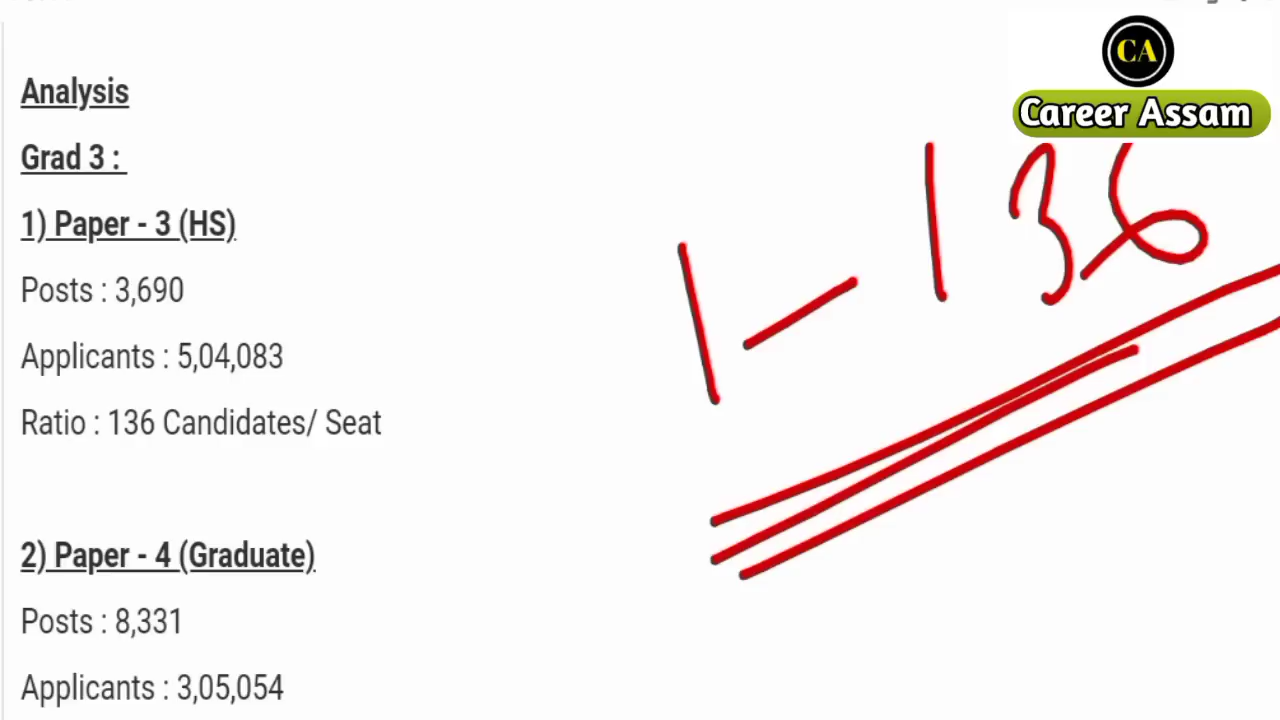 CA
Career Assam
Analysis
Grad 3 :
1) Paper - 3 (HS)
Posts : 3,690
Applicants : 5,04,083
Ratio : 136 Candidates/ Seat
1 - 136
2) Paper - 4 (Graduate)
Posts : 8,331
Applicants : 3,05,054